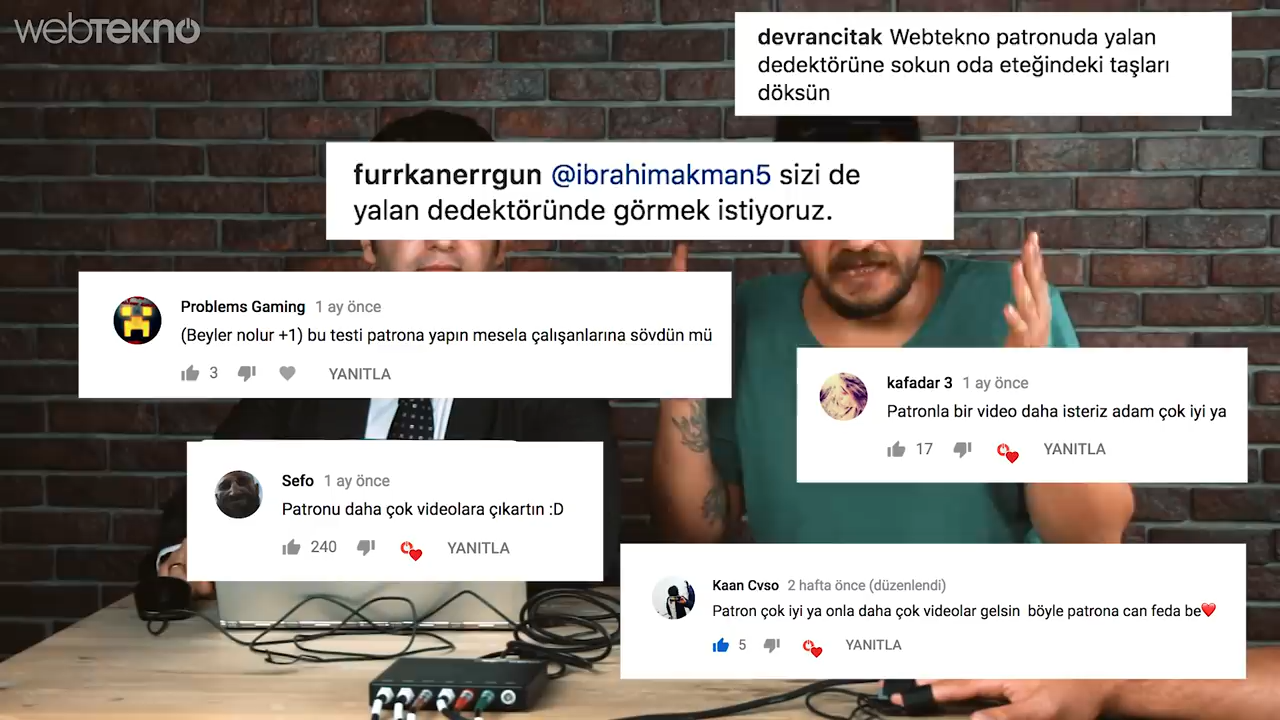 webTEKNO
devrancitak Webtekno patronuda yalan
dedektörüne sokun oda eteğindeki taşları
döksün
furrkanerrgun @ibrahimakman5 sizi de
yalan dedektöründe görmek istiyoruz.
Problems Gaming 1 ay önce
(Beyler nolur +1) bu testi patrona yapın mesela çalışanlarına sövdün mü
3 YANITLA
kafadar 3 1 ay önce
Patronla bir video daha isteriz adam çok iyi ya
17 YANITLA
Sefo 1 ay önce
Patronu daha çok videolara çıkartın :D
240 YANITLA
Kaan Cvso 2 hafta önce (düzenlendi)
Patron çok iyi ya onla daha çok videolar gelsin böyle patrona can feda be❤️
5 YANITLA